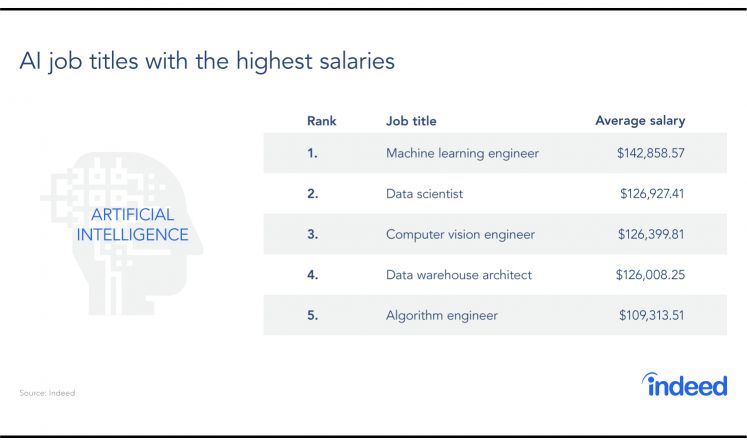 AI job titles with the highest salaries
Rank Job title Average salary
1. Machine learning engineer $142,858.57
2. Data scientist $126,927.41
ARTIFICIAL
INTELLIGENCE
3. Computer vision engineer $126,399.81
4. Data warehouse architect $126,008.25
5. Algorithm engineer $109,313.51
Source: Indeed
indeed